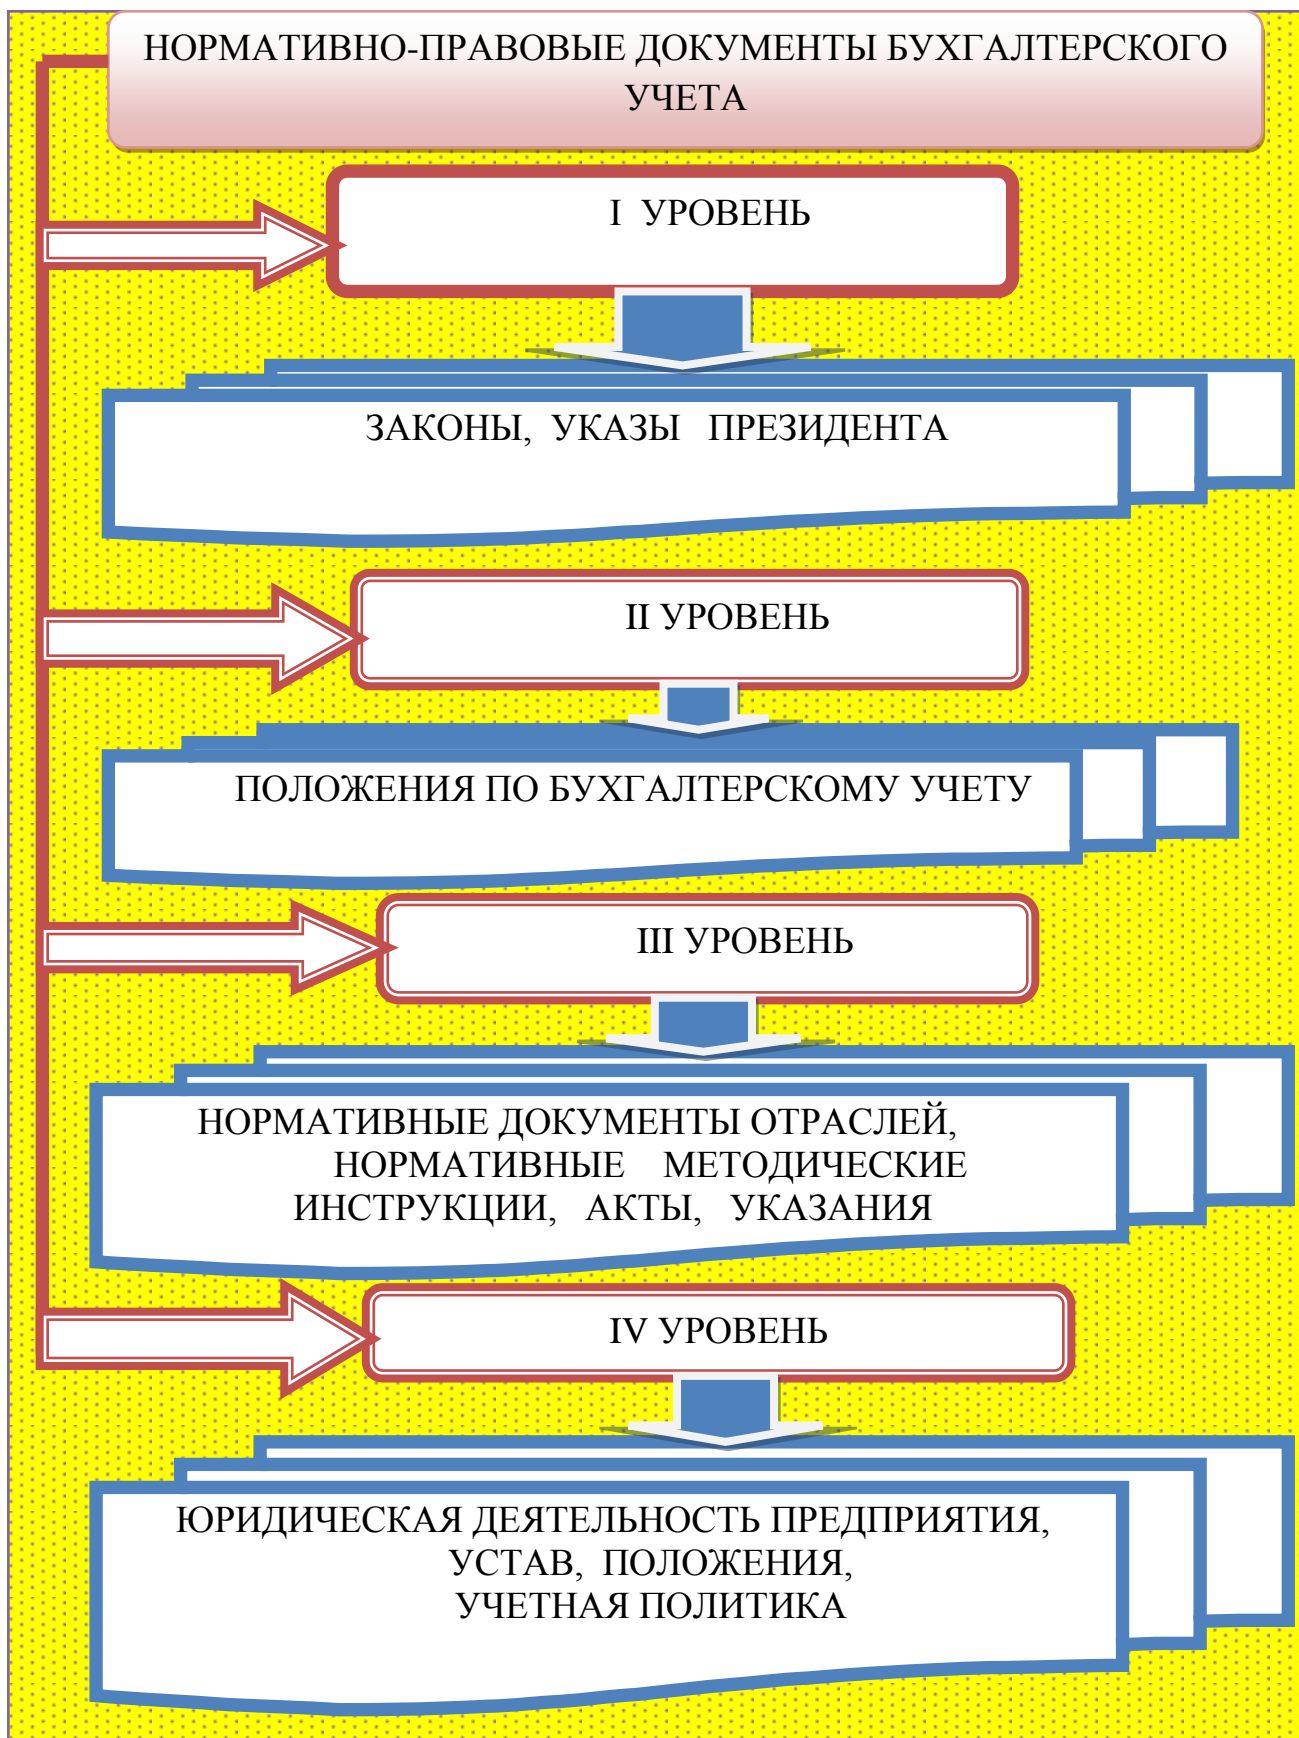 НОРМАТИВНО-ПРАВОВЫЕ ДОКУМЕНТЫ БУХГАЛТЕРСКОГО
УЧЕТА
I УРОВЕНЬ
ЗАКОНЫ, УКАЗЫ ПРЕЗИДЕНТА
II УРОВЕНЬ
ПОЛОЖЕНИЯ ПО БУХГАЛТЕРСКОМУ УЧЕТУ
III УРОВЕНЬ
НОРМАТИВНЫЕ ДОКУМЕНТЫ ОТРАСЛЕЙ,
НОРМАТИВНЫЕ МЕТОДИЧЕСКИЕ
ИНСТРУКЦИИ, АКТЫ, УКАЗАНИЯ
IV УРОВЕНЬ
ЮРИДИЧЕСКАЯ ДЕЯТЕЛЬНОСТЬ ПРЕДПРИЯТИЯ,
УСТАВ, ПОЛОЖЕНИЯ,
УЧЕТНАЯ ПОЛИТИКА